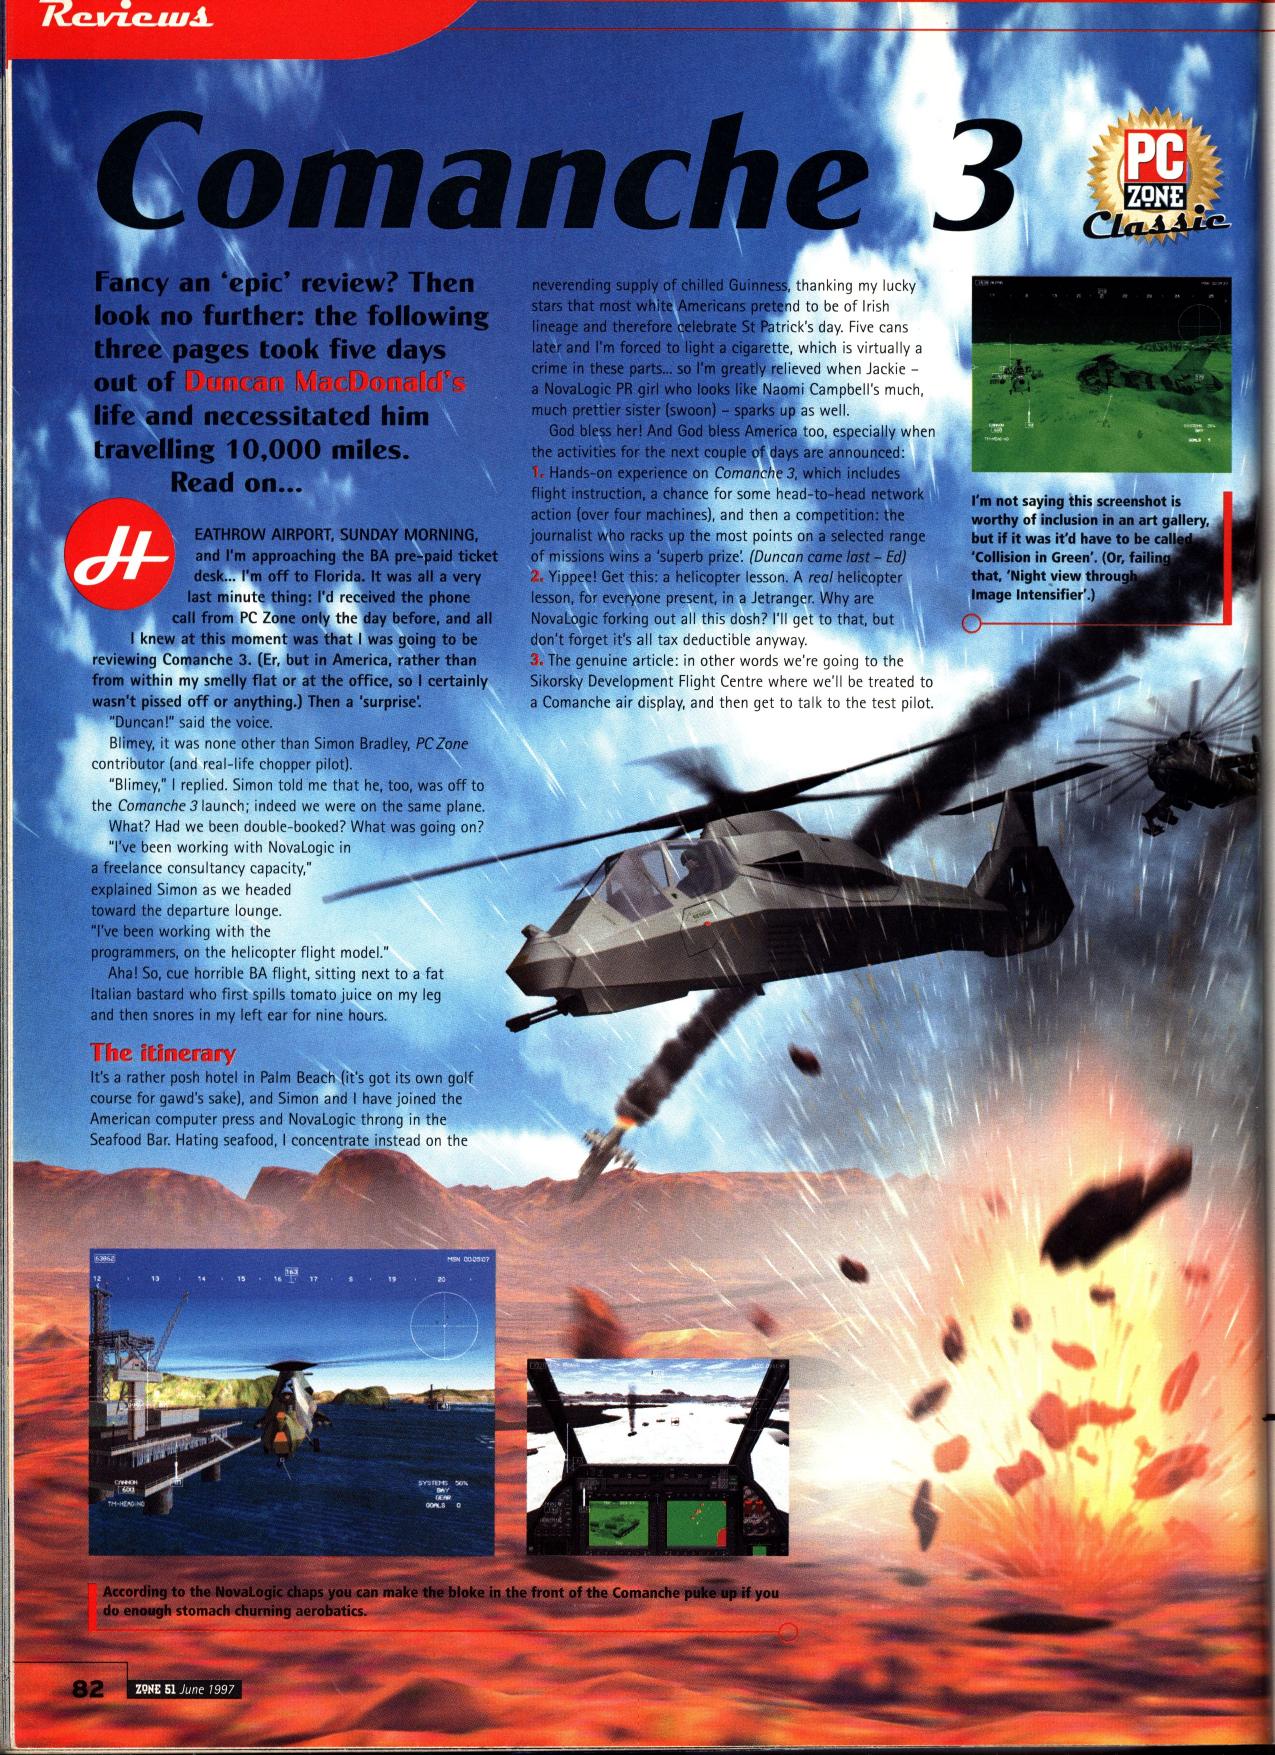 Reviews
Comanche 3
PC
ZONE
Classic
Fancy an ‘epic’ review? Then
look no further: the following
three pages took five days
out of Duncan MacDonald’s
life and necessitated him
travelling 10,000 miles.
Read on...
H
EATHROW AIRPORT, SUNDAY MORNING,
and I’m approaching the BA pre-paid ticket
desk... I’m off to Florida. It was all a very
last minute thing: I’d received the phone
call from PC Zone only the day before, and all
I knew at this moment was that I was going to be
reviewing Comanche 3. (Er, but in America, rather than
from within my smelly flat or at the office, so I certainly
wasn’t pissed off or anything.) Then a ‘surprise’.
“Duncan!” said the voice.
Blimey, it was none other than Simon Bradley, PC Zone
contributor (and real-life chopper pilot).
“Blimey,” I replied. Simon told me that he, too, was off to
the Comanche 3 launch; indeed we were on the same plane.
What? Had we been double-booked? What was going on?
“I’ve been working with NovaLogic in
a freelance consultancy capacity,”
explained Simon as we headed
toward the departure lounge.
“I’ve been working with the
programmers, on the helicopter flight model.”
Aha! So, cue horrible BA flight, sitting next to a fat
Italian bastard who first spills tomato juice on my leg
and then snores in my left ear for nine hours.
The itinerary
It’s a rather posh hotel in Palm Beach (it’s got its own golf
course for gawd’s sake), and Simon and I have joined the
American computer press and NovaLogic throng in the
Seafood Bar. Hating seafood, I concentrate instead on the
neverending supply of chilled Guinness, thanking my lucky
stars that most white Americans pretend to be of Irish
lineage and therefore celebrate St Patrick’s day. Five cans
later and I’m forced to light a cigarette, which is virtually a
crime in these parts... so I’m greatly relieved when Jackie –
a NovaLogic PR girl who looks like Naomi Campbell’s much,
much prettier sister (swoon) – sparks up as well.
God bless her! And God bless America too, especially when
the activities for the next couple of days are announced:
1. Hands-on experience on Comanche 3, which includes
flight instruction, a chance for some head-to-head network
action (over four machines), and then a competition: the
journalist who racks up the most points on a selected range
of missions wins a ‘superb prize’. (Duncan came last – Ed)
2. Yippee! Get this: a helicopter lesson. A real helicopter
lesson, for everyone present, in a Jetranger. Why are
NovaLogic forking out all this dosh? I’ll get to that, but
don’t forget it’s all tax deductible anyway.
3. The genuine article: in other words we’re going to the
Sikorsky Development Flight Centre where we’ll be treated to
a Comanche air display, and then get to talk to the test pilot.
I’m not saying this screenshot is
worthy of inclusion in an art gallery,
but if it was it’d have to be called
‘Collision in Green’. (Or, failing
that, ‘Night view through
Image Intensifier’.)
63862
MSN 00:05:07
163
12 13 14 15 16 17 S 19 20
CANNON
600
TM-HEAD-NO
SYSTEMS 56%
BAY
GEAR
GOALS 0
According to the NovaLogic chaps you can make the bloke in the front of the Comanche puke up if you
do enough stomach churning aerobatics.
82
ZONE 51 June 1997